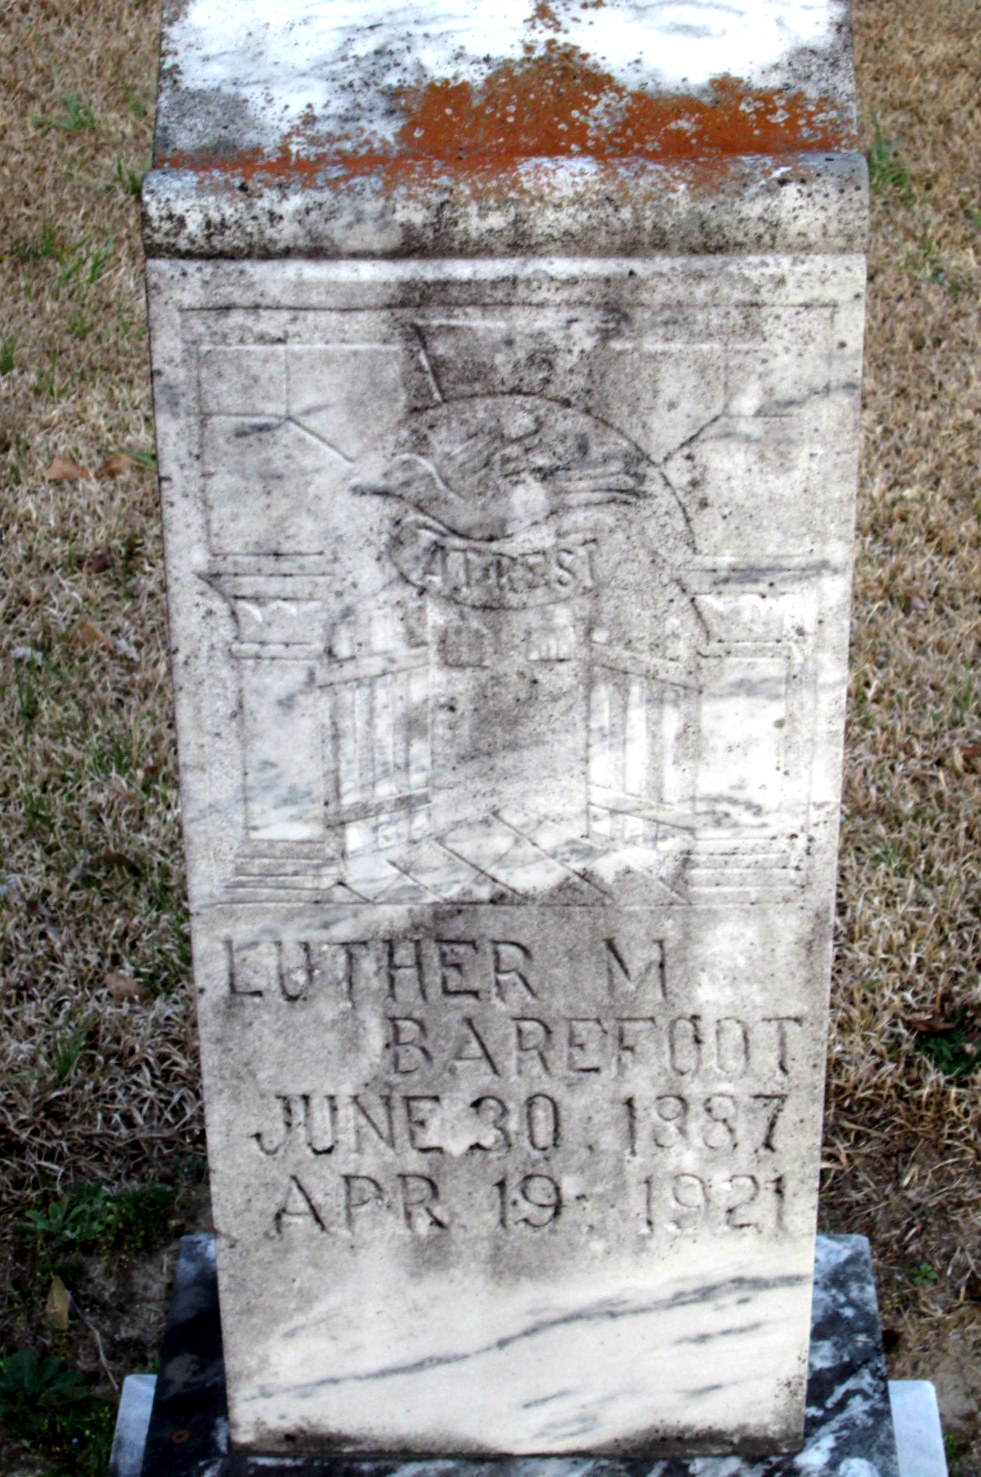 AT REST
LUTHER M
BAREFOOT
JUNE 30, 1887
APR 19, 1921